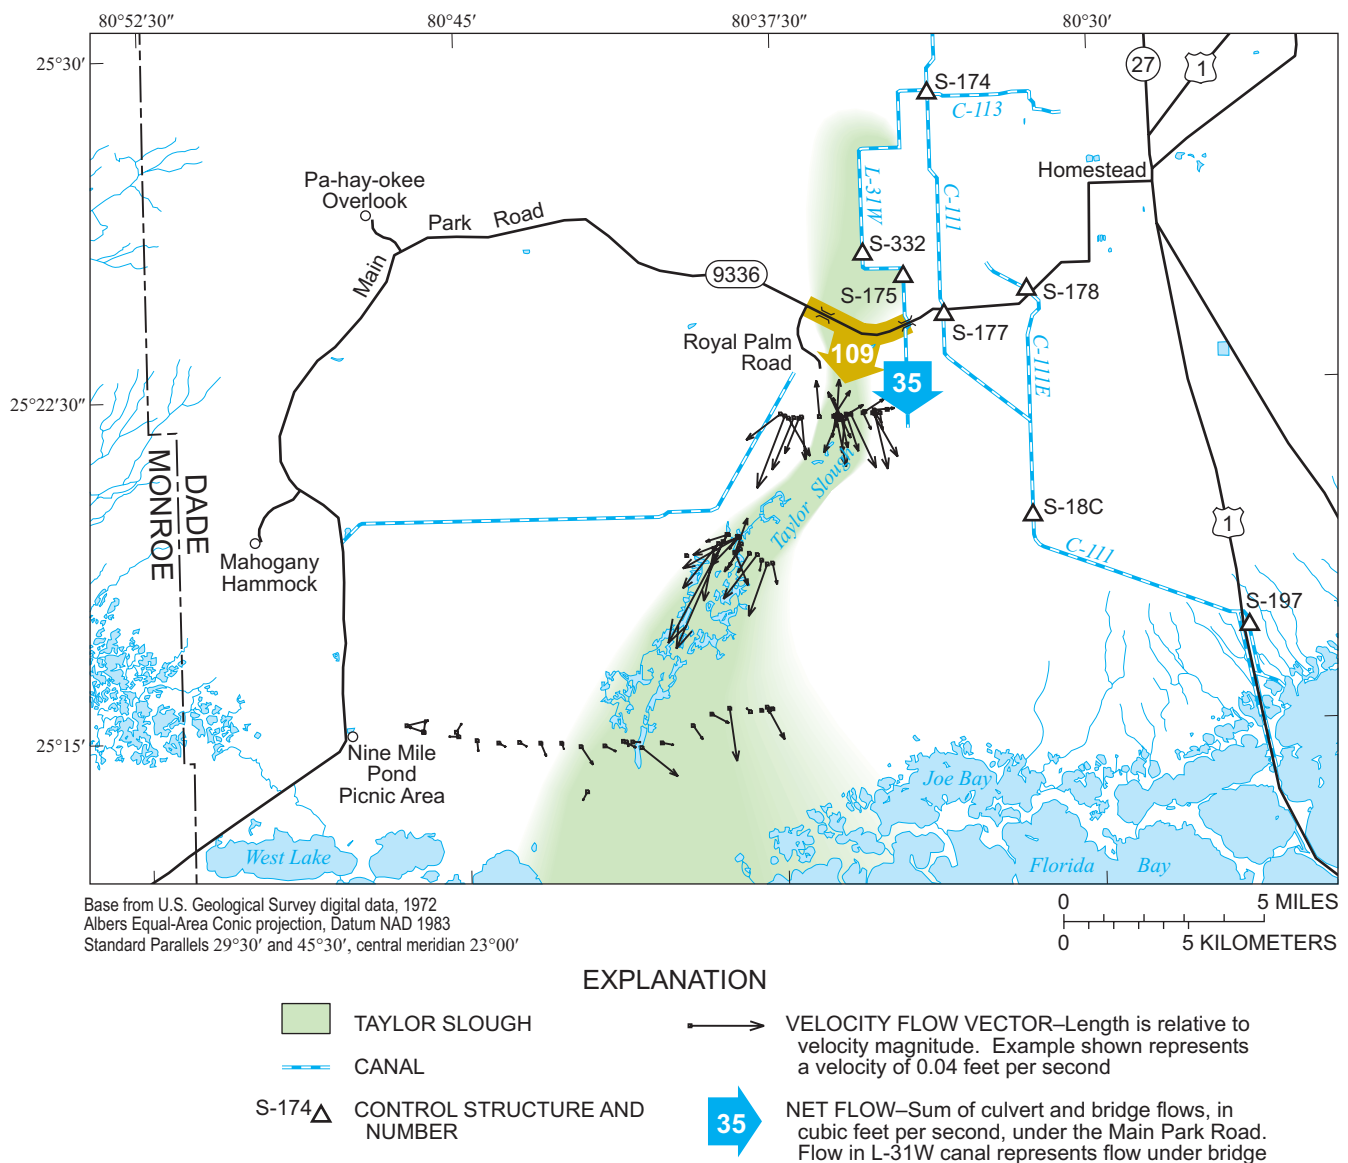 80°52′30″ 80°45′ 80°37′30″ 80°30′
25°30′
25°22′30″
25°15′
S-174
C-113
27
1
Homestead
Pa-hay-okee
Overlook
Park Road
Main
L-31W
C-111
S-332
9336
S-175
S-178
S-177
Royal Palm
Road
109
35
C-111E
MONROE
DADE
Taylor Slough
S-18C
1
C-111
Mahogany
Hammock
S-197
Nine Mile
Pond
Picnic Area
Joe Bay
West Lake
Florida Bay
Base from U.S. Geological Survey digital data, 1972
Albers Equal-Area Conic projection, Datum NAD 1983
Standard Parallels 29°30′ and 45°30′, central meridian 23°00′
0 5 MILES
0 5 KILOMETERS
EXPLANATION
TAYLOR SLOUGH
CANAL
S-174
CONTROL STRUCTURE AND
NUMBER
VELOCITY FLOW VECTOR–Length is relative to
velocity magnitude. Example shown represents
a velocity of 0.04 feet per second
35
NET FLOW–Sum of culvert and bridge flows, in
cubic feet per second, under the Main Park Road.
Flow in L-31W canal represents flow under bridge